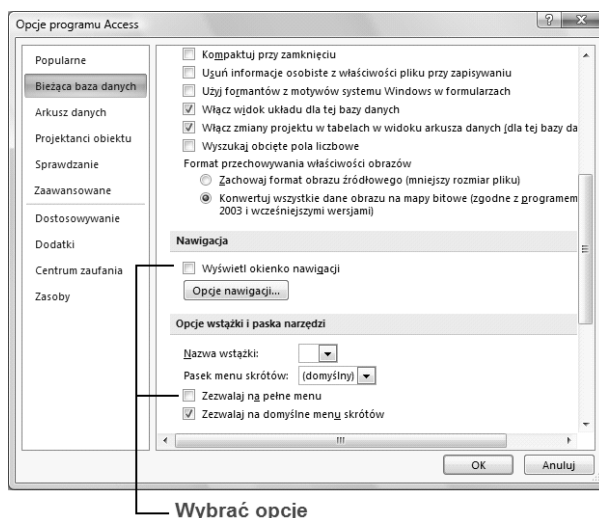 Opcje programu Access
Popularne
Bieżąca baza danych
Arkusz danych
Projektanci obiektu
Sprawdzanie
Zaawansowane
Dostosowywanie
Dodatki
Centrum zaufania
Zasoby
Kompaktuj przy zamknięciu
Usuń informacje osobiste z właściwości pliku przy zapisywaniu
Użyj formantów z motywów systemu Windows w formularzach
Włącz widok układu dla tej bazy danych
Włącz zmiany projektu w tabelach w widoku arkusza danych (dla tej bazy da
Wyszukaj obcięte pola liczbowe
Format przechowywania właściwości obrazów
Zachowaj format obrazu źródłowego (mniejszy rozmiar pliku)
Konwertuj wszystkie dane obrazu na mapy bitowe (zgodne z programem
2003 i wcześniejszymi wersjami)
Nawigacja
Wyświetl okienko nawigacji
Opcje nawigacji...
Opcje wstążki i paska narzędzi
Nazwa wstążki:
Pasek menu skrótów: (domyślny)
Zezwalaj na pełne menu
Zezwalaj na domyślne menu skrótów
OK Anuluj
Wybrać opcje